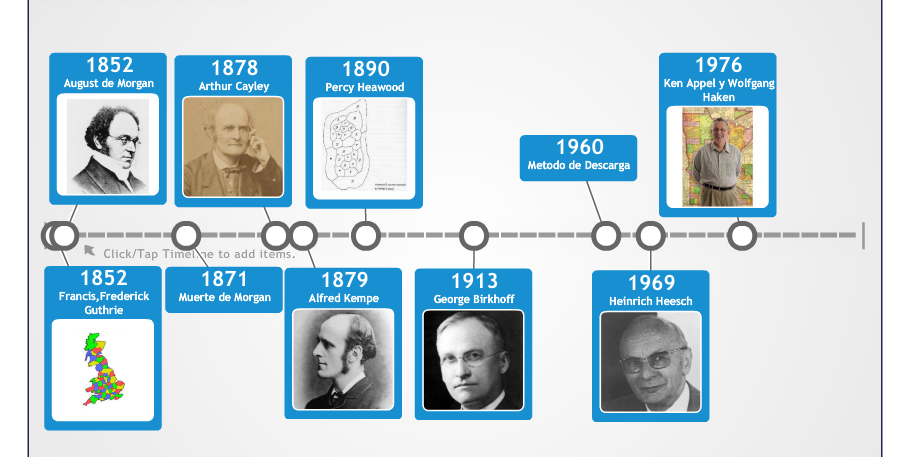 1852
August de Morgan
1878
Arthur Cayley
1890
Percy Heawood
1960
Metodo de Descarga
1976
Ken Appel y Wolfgang
Haken
Click/Tap Timeline to add items.
1852
Francis,Frederick
Guthrie
1871
Muerte de Morgan
1879
Alfred Kempe
1913
George Birkhoff
1969
Heinrich Heesch